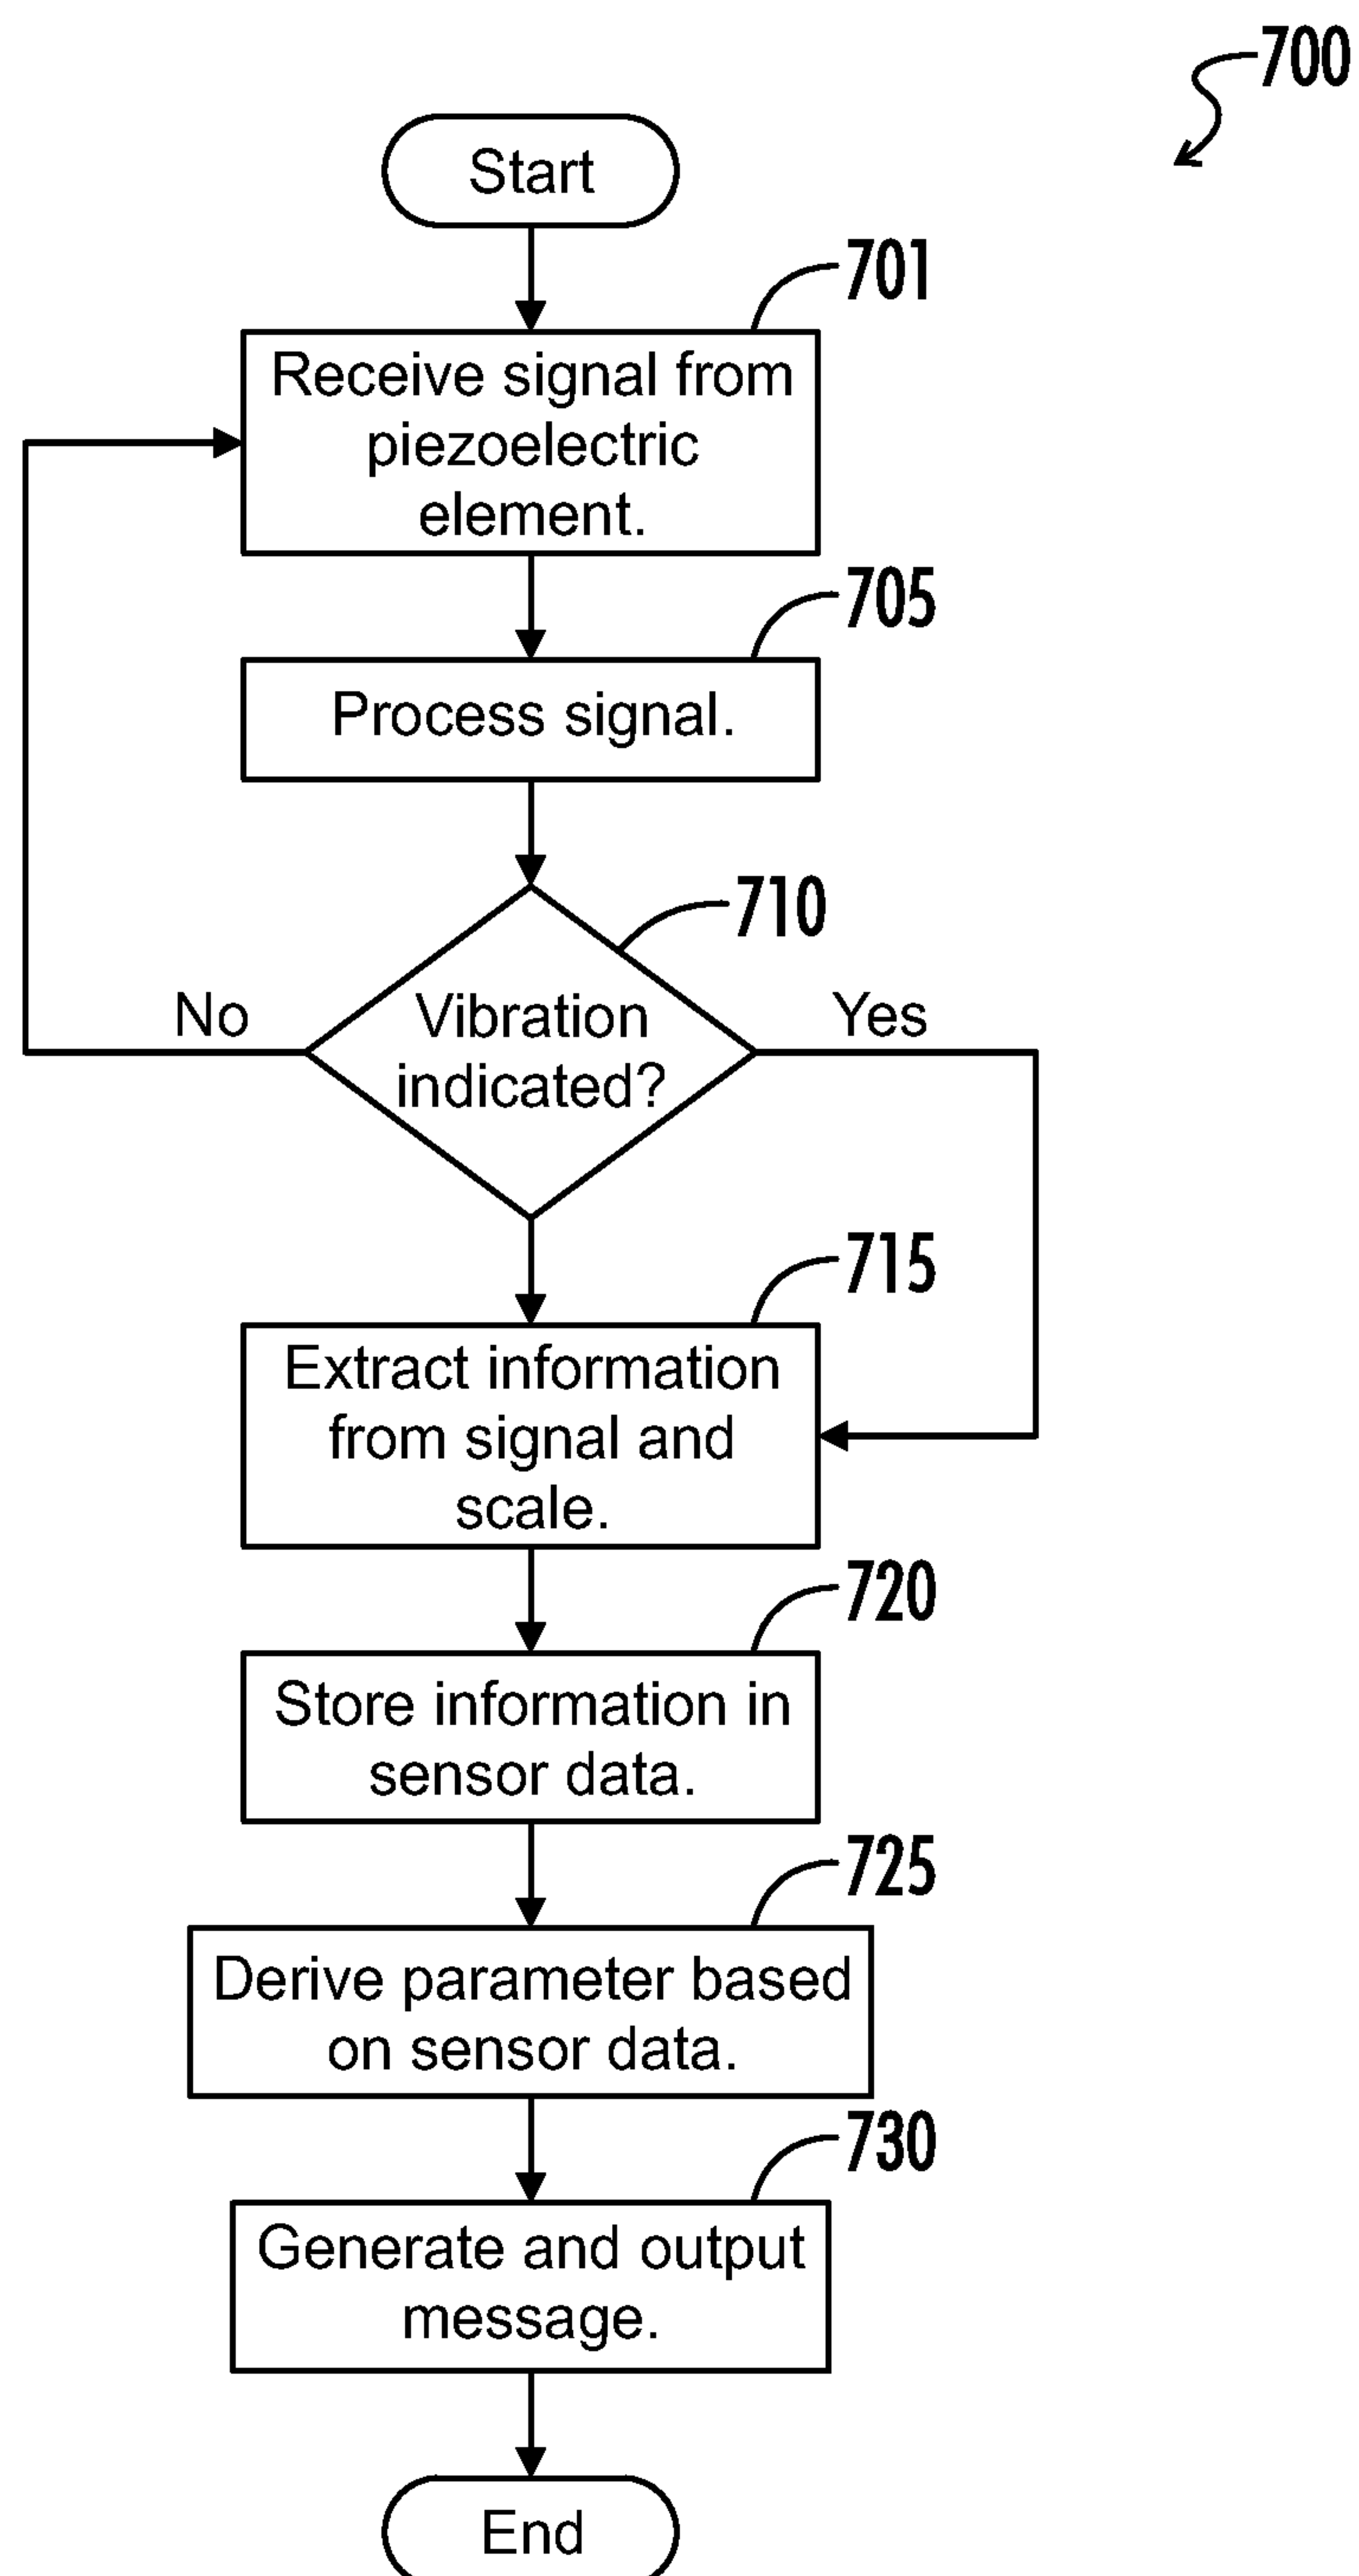 700
Start
701
Receive signal from
piezoelectric
element.
705
Process signal.
710
No
Vibration
indicated?
Yes
715
Extract information
from signal and
scale.
720
Store information in
sensor data.
725
Derive parameter based
on sensor data.
730
Generate and output
message.
End